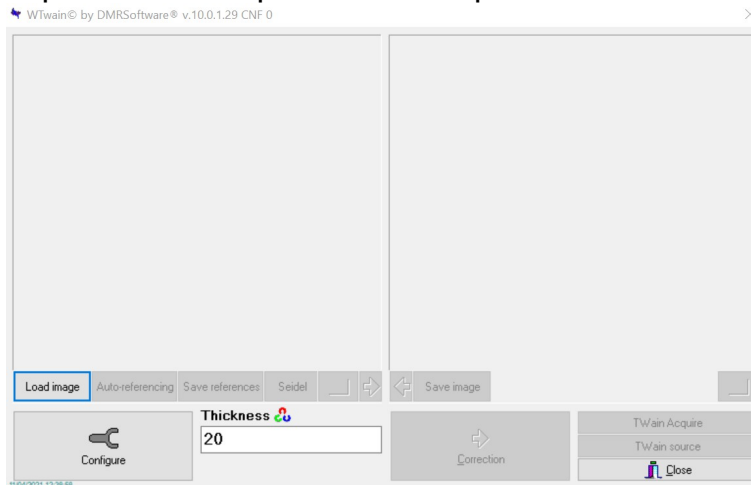 WTwain© by DMRSoftware® v.10.0.1.29 CNF 0
Load image
Auto-referencing
Save references
Seidel
Save image
Configure
Thickness
20
Correction
TWain Acquire
TWain source
Close